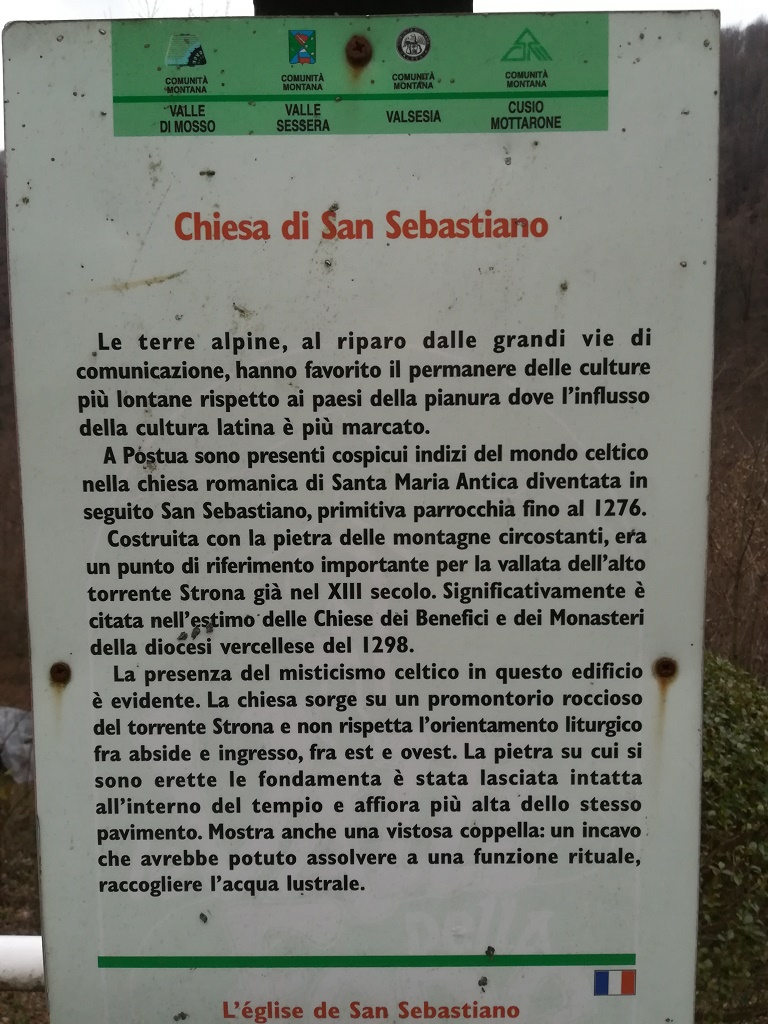 COMUNITÀ
MONTANA
VALLE
DI MOSSO
COMUNITÀ
MONTANA
VALLE
SESSERA
COMUNITÀ
MONTANA
VALSESIA
COMUNITÀ
MONTANA
CUSIO
MOTTARONE
Chiesa di San Sebastiano
Le terre alpine, al riparo dalle grandi vie di
comunicazione, hanno favorito il permanere delle culture
più lontane rispetto ai paesi della pianura dove l'influsso
della cultura latina è più marcato.
A Postua sono presenti cospicui indizi del mondo celtico
nella chiesa romanica di Santa Maria Antica diventata in
seguito San Sebastiano, primitiva parrocchia fino al 1276.
Costruita con la pietra delle montagne circostanti, era
un punto di riferimento importante per la vallata dell'alto
torrente Strona già nel XIII secolo. Significativamente è
citata nell'estimo delle Chiese dei Benefici e dei Monasteri
della diocesi vercellese del 1298.
La presenza del misticismo celtico in questo edificio
è evidente. La chiesa sorge su un promontorio roccioso
del torrente Strona e non rispetta l'orientamento liturgico
fra abside e ingresso, fra est e ovest. La pietra su cui si
sono erette le fondamenta è stata lasciata intatta
all'interno del tempio e affiora più alta dello stesso
pavimento. Mostra anche una vistosa coppella: un incavo
che avrebbe potuto assolvere a una funzione rituale,
raccogliere l'acqua lustrale.
L'église de San Sebastiano